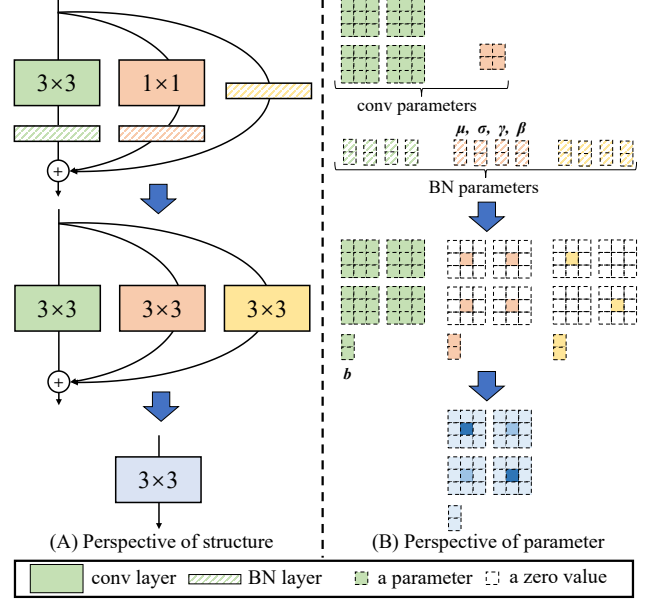 3×3
1×1
+
3×3
3×3
3×3
+
3×3
(A) Perspective of structure
conv parameters
μ, σ, γ, β
BN parameters
b
(B) Perspective of parameter
conv layer
BN layer
a parameter
a zero value